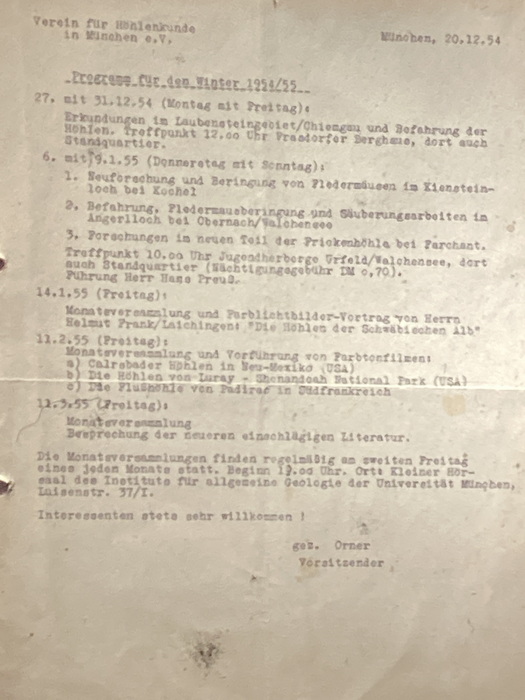 Verein für Höhlenkunde
in München e.V.
München, 20.12.54
Programm für den Winter 1954/55
27. mit 31.12.54 (Montag mit Freitag):
Erkundungen im Laubensteingebiet/Chiemgau und Befahrung der
Höhlen. Treffpunkt 12.00 Uhr Frasdorfer Berghaus, dort auch
Standquartier.
6. mit 9.1.55 (Donnerstag mit Sonntag):
1. Neuforschung und Beringung von Fledermäusen im Kienstein-
loch bei Kochel
2. Befahrung, Fledermausberingung und Säuberungsarbeiten im
Angerlloch bei Obernach/Walchensee
3. Forschungen im neuen Teil der Frickenhöhle bei Farchant.
Treffpunkt 10.00 Uhr Jugendherberge Urfeld/Walchensee, dort
auch Standquartier (Nächtigungsgebühr DM 0,70).
Führung Herr Hans Preuß.
14.1.55 (Freitag):
Monatsversammlung und Farblichtbilder-Vortrag von Herrn
Helmut Frank/Laichingen: "Die Höhlen der Schwäbischen Alb"
11.2.55 (Freitag):
Monatsversammlung und Vorführung von Farbtonfilmen:
a) Calrsbader Höhlen in Neu-Mexiko (USA)
b) Die Höhlen von Luray - Shenandoah National Park (USA)
c) Die Flußhöhle von Padirac in Südfrankreich
11.3.55 (Freitag):
Monatsversammlung
Besprechung der neueren einschlägigen Literatur.
Die Monatsversammlungen finden regelmäßig am zweiten Freitag
eines jeden Monats statt. Beginn 19.00 Uhr. Ort: Kleiner Hör-
saal des Instituts für allgemeine Geologie der Universität München,
Luisenstr. 37/I.
Interessenten stets sehr willkommen !
gez. Orner
Vorsitzender